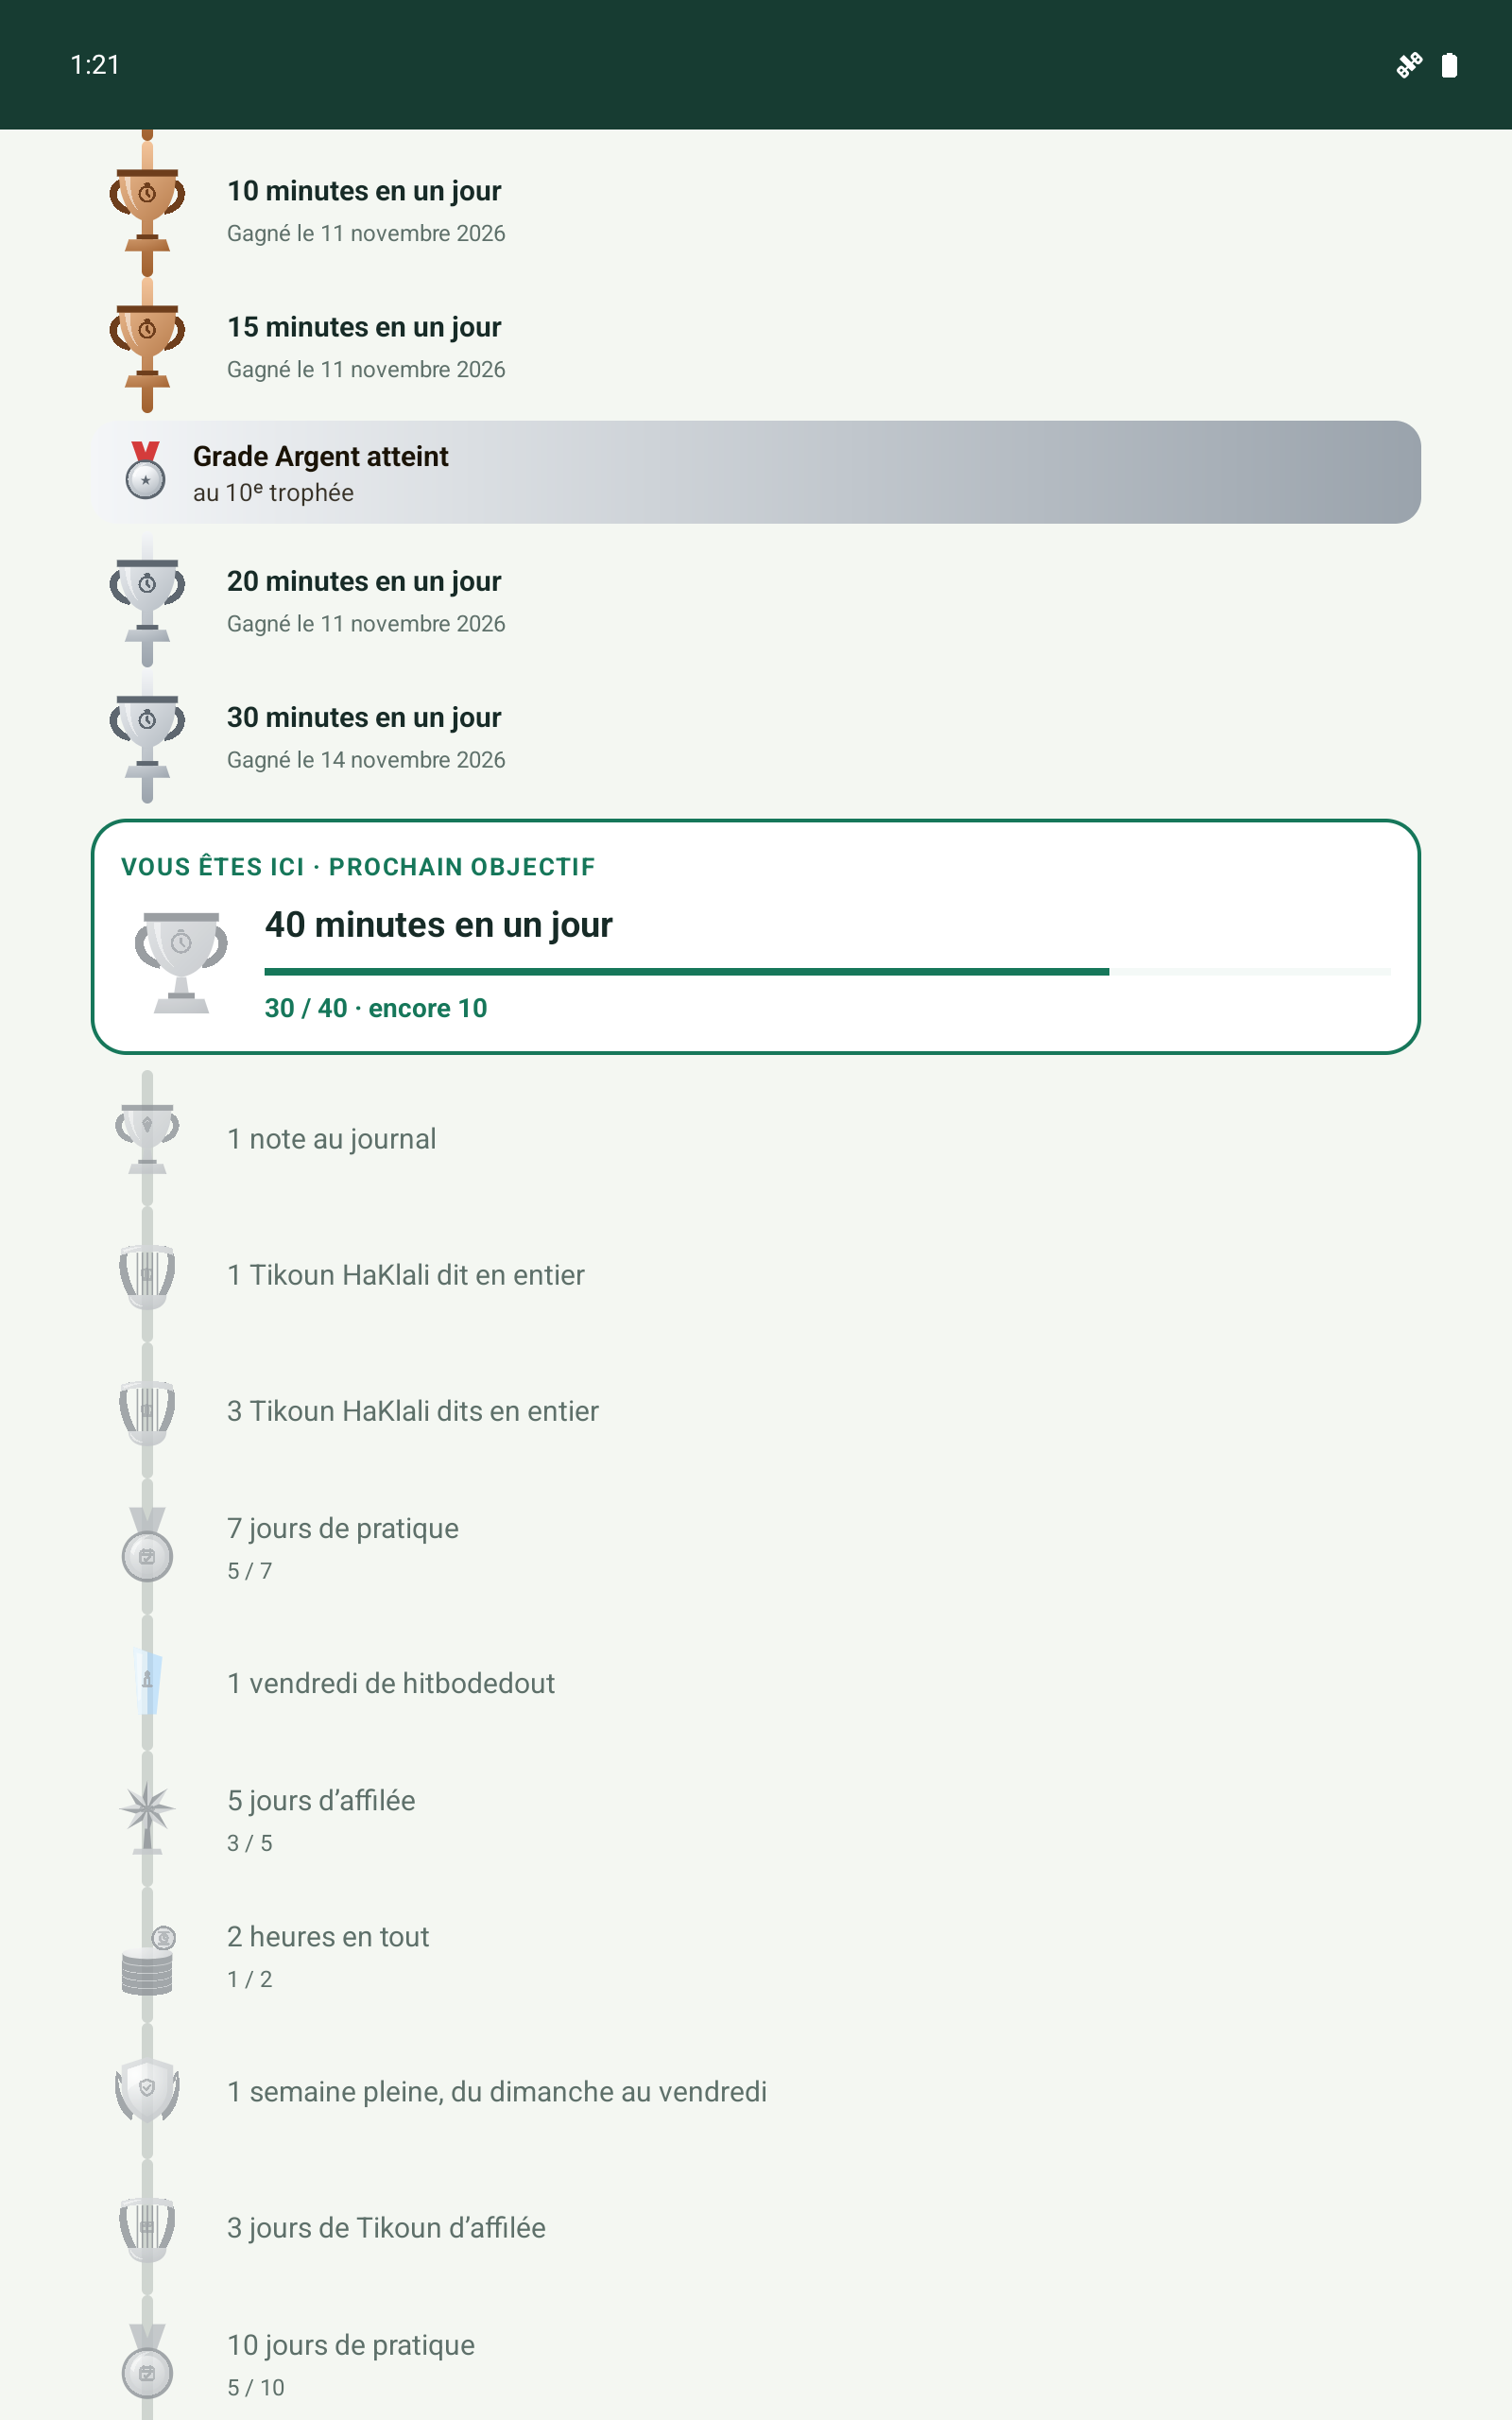 1:21
10 minutes en un jour
Gagné le 11 novembre 2026
15 minutes en un jour
Gagné le 11 novembre 2026
Grade Argent atteint
au 10ᵉ trophée
20 minutes en un jour
Gagné le 11 novembre 2026
30 minutes en un jour
Gagné le 14 novembre 2026
VOUS ÊTES ICI · PROCHAIN OBJECTIF
40 minutes en un jour
30 / 40 · encore 10
1 note au journal
1 Tikoun HaKlali dit en entier
3 Tikoun HaKlali dits en entier
7 jours de pratique
5 / 7
1 vendredi de hitbodedout
5 jours d’affilée
3 / 5
2 heures en tout
1 / 2
1 semaine pleine, du dimanche au vendredi
3 jours de Tikoun d’affilée
10 jours de pratique
5 / 10